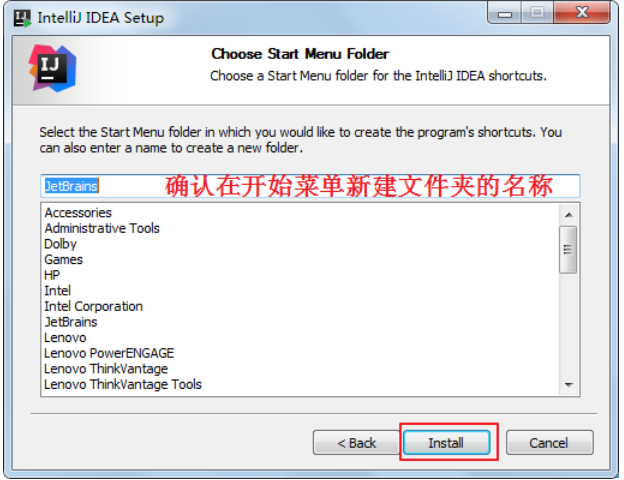 IntelliJ IDEA Setup
IJ
Choose Start Menu Folder
Choose a Start Menu folder for the IntelliJ IDEA shortcuts.
Select the Start Menu folder in which you would like to create the program's shortcuts. You
can also enter a name to create a new folder.
JetBrains 确认在开始菜单新建文件夹的名称
Accessories
Administrative Tools
Dolby
Games
HP
Intel
Intel Corporation
JetBrains
Lenovo
Lenovo PowerENGAGE
Lenovo ThinkVantage
Lenovo ThinkVantage Tools
< Back Install Cancel